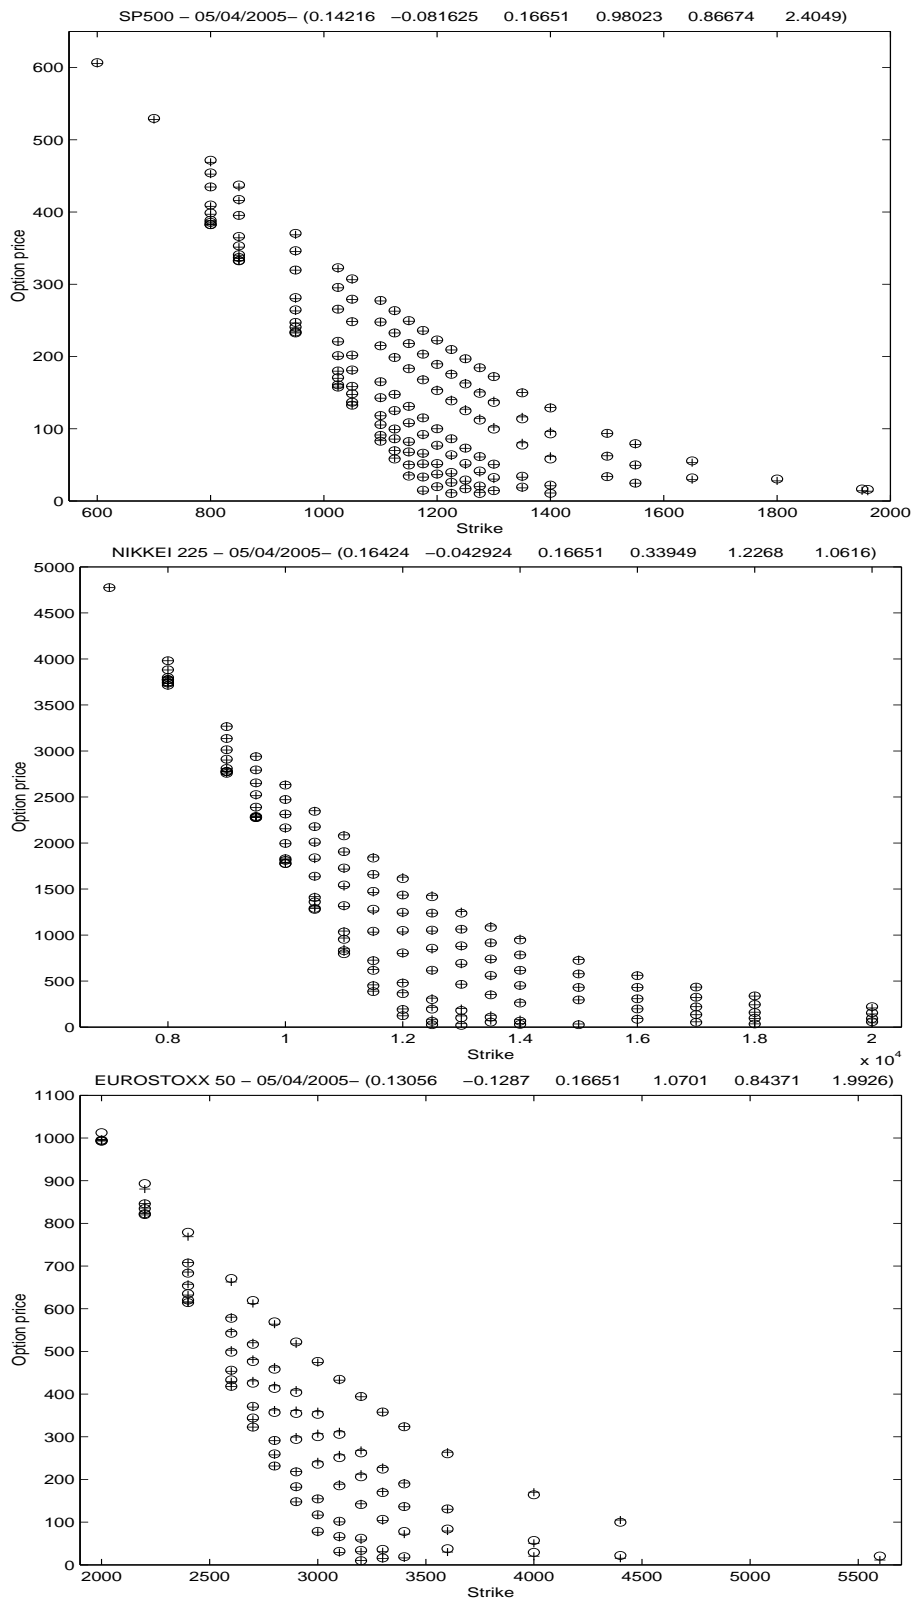 SP500 – 05/04/2005– (0.14216 –0.081625 0.16651 0.98023 0.86674 2.4049)
600
500
400
300
200
100
0
Option price
600 800 1000 1200 1400 1600 1800 2000
Strike
NIKKEI 225 – 05/04/2005– (0.16424 –0.042924 0.16651 0.33949 1.2268 1.0616)
5000
4500
4000
3500
3000
2500
2000
1500
1000
500
0
Option price
0.8 1 1.2 1.4 1.6 1.8 2
Strike
x 10^4
EUROSTOXX 50 – 05/04/2005– (0.13056 –0.1287 0.16651 1.0701 0.84371 1.9926)
1100
1000
900
800
700
600
500
400
300
200
100
0
Option price
2000 2500 3000 3500 4000 4500 5000 5500
Strike